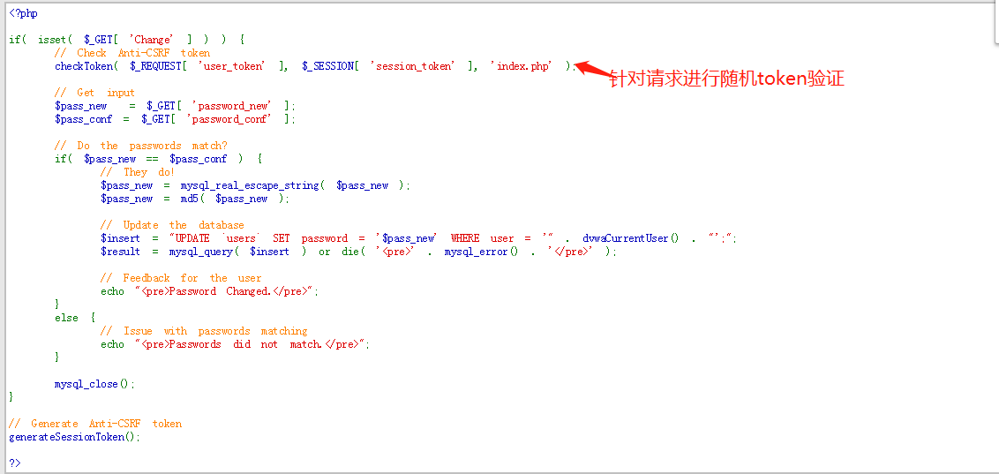 <?php
if( isset( $_GET[ 'Change' ] ) ) {
// Check Anti-CSRF token
checkToken( $_REQUEST[ 'user_token' ], $_SESSION[ 'session_token' ], 'index.php' );
针对请求进行随机token验证
// Get input
$pass_new = $_GET[ 'password_new' ];
$pass_conf = $_GET[ 'password_conf' ];
// Do the passwords match?
if( $pass_new == $pass_conf ) {
// They do!
$pass_new = mysql_real_escape_string( $pass_new );
$pass_new = md5( $pass_new );
// Update the database
$insert = "UPDATE `users` SET password = '$pass_new' WHERE user = '" . dvwaCurrentUser() . "';";
$result = mysql_query( $insert ) or die( '<pre>' . mysql_error() . '</pre>' );
// Feedback for the user
echo "<pre>Password Changed.</pre>";
}
else {
// Issue with passwords matching
echo "<pre>Passwords did not match.</pre>";
}
mysql_close();
}
// Generate Anti-CSRF token
generateSessionToken();
?>